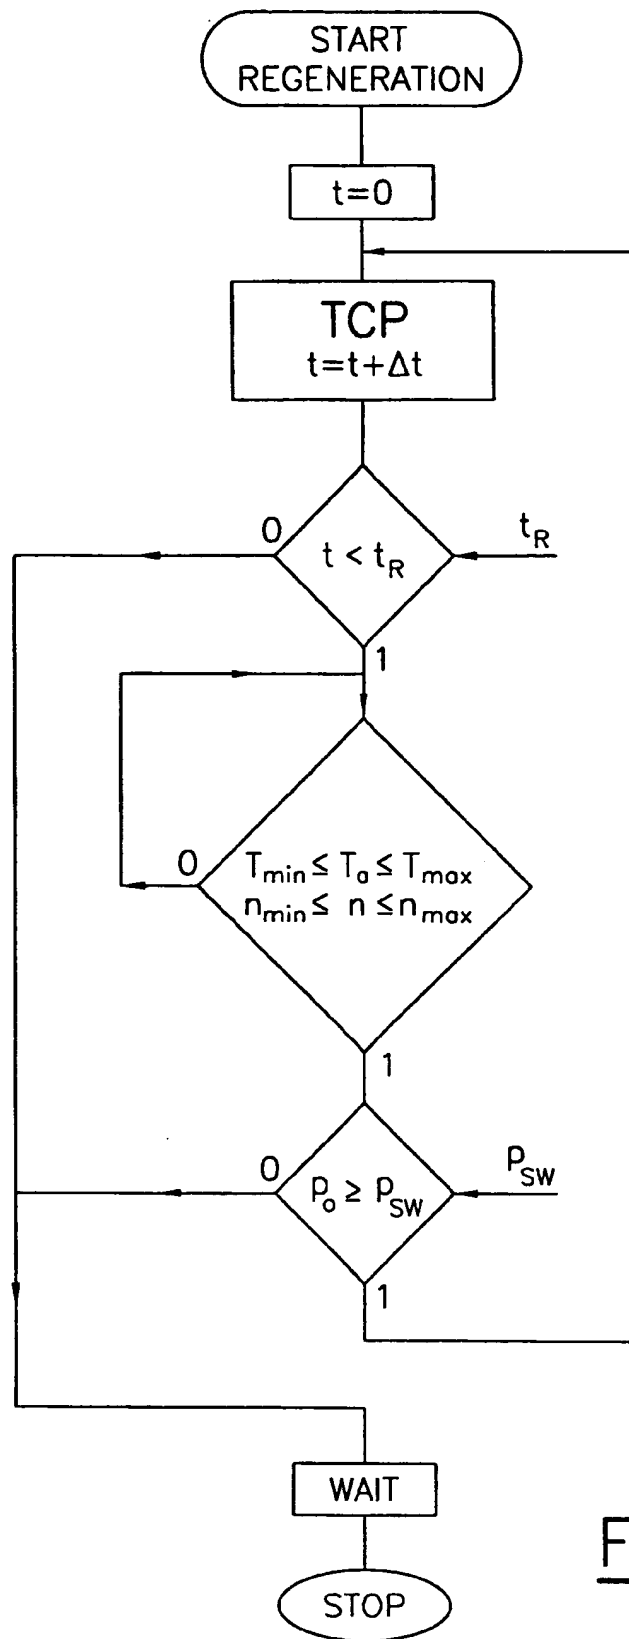 START
REGENERATION
t=0
TCP
t=t+Δt
0
t < t_R
t_R
1
0
T_min ≤ T_a ≤ T_max
n_min ≤ n ≤ n_max
1
0
p_o ≥ p_SW
p_SW
1
WAIT
F
STOP